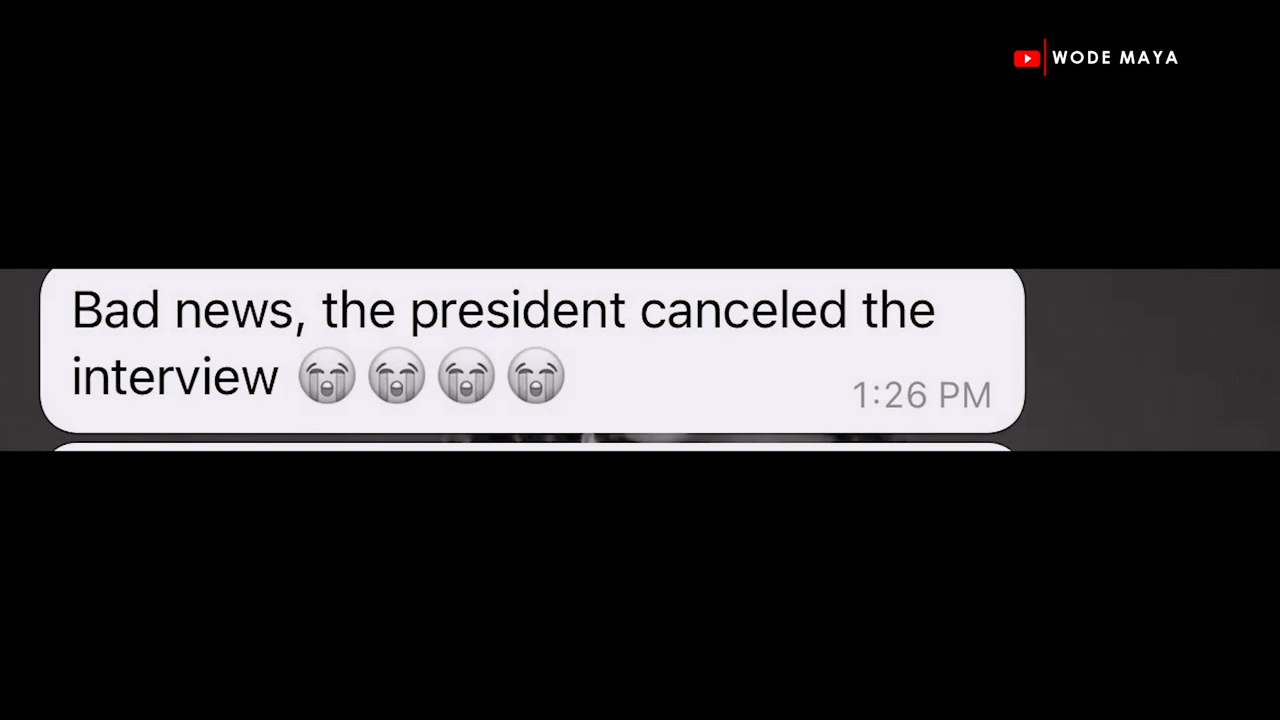 WODE MAYA
Bad news, the president canceled the
interview 😭😭😭😭
1:26 PM